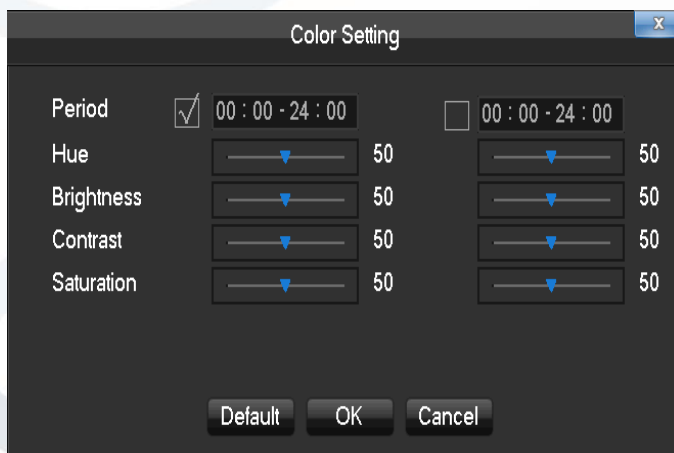 Color Setting
x
Period 00 : 00 - 24 : 00 00 : 00 - 24 : 00
Hue 50 50
Brightness 50 50
Contrast 50 50
Saturation 50 50
Default OK Cancel